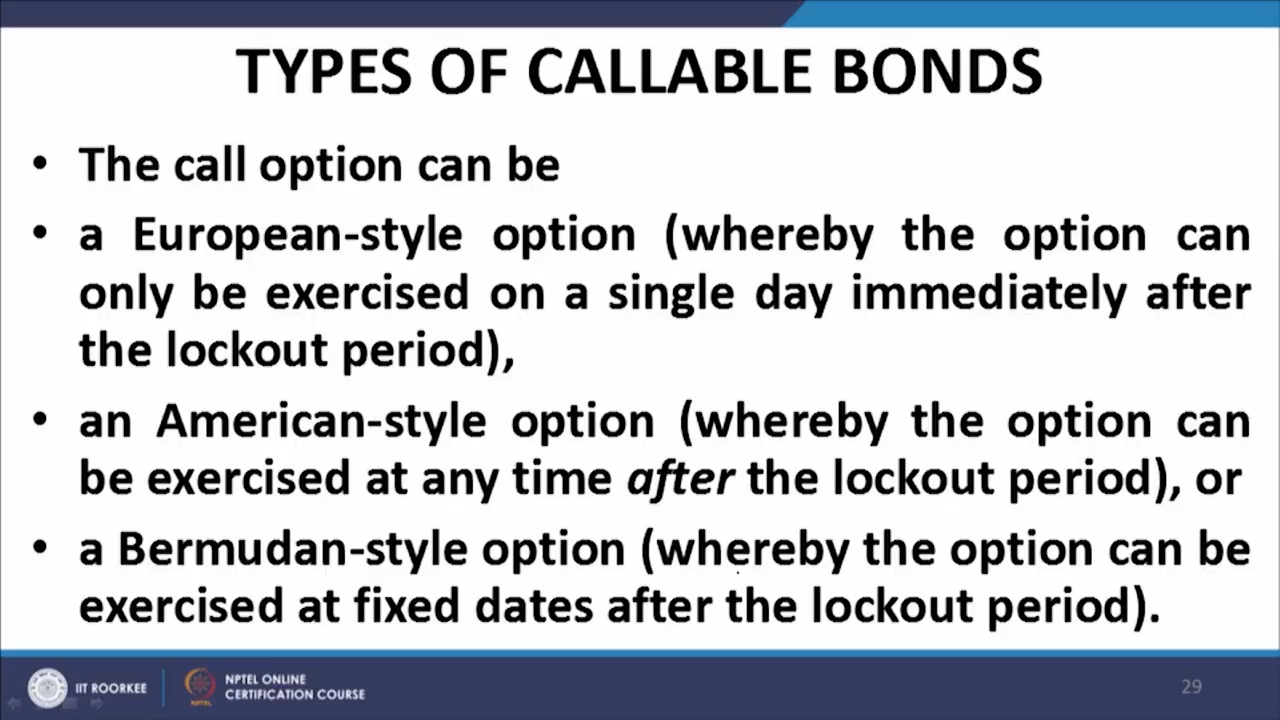 TYPES OF CALLABLE BONDS
• The call option can be
• a European-style option (whereby the option can
only be exercised on a single day immediately after
the lockout period),
• an American-style option (whereby the option can
be exercised at any time after the lockout period), or
• a Bermudan-style option (whereby the option can be
exercised at fixed dates after the lockout period).
IIT ROORKEE
NPTEL
NPTEL ONLINE
CERTIFICATION COURSE
29